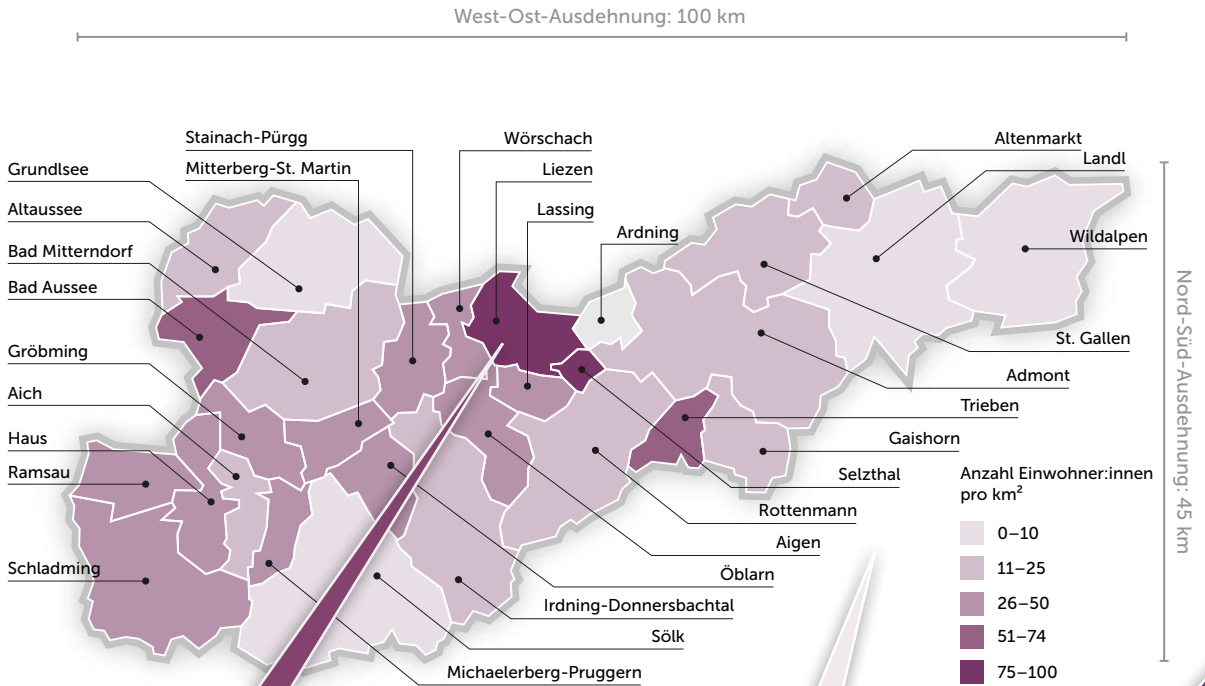 West-Ost-Ausdehnung: 100 km
Stainach-Pürgg
Mitterberg-St. Martin
Wörschach
Liezen
Lassing
Ardning
Altenmarkt
Landl
Wildalpen
Grundlsee
Altaussee
Bad Mitterndorf
Bad Aussee
Gröbming
Aich
Haus
Ramsau
Schladming
St. Gallen
Admont
Trieben
Gaishorn
Selzthal
Rottenmann
Aigen
Öblarn
Irdning-Donnersbachtal
Sölk
Michaelerberg-Pruggern
Nord-Süd-Ausdehnung: 45 km
Anzahl Einwohner:innen
pro km²
0–10
11–25
26–50
51–74
75–100